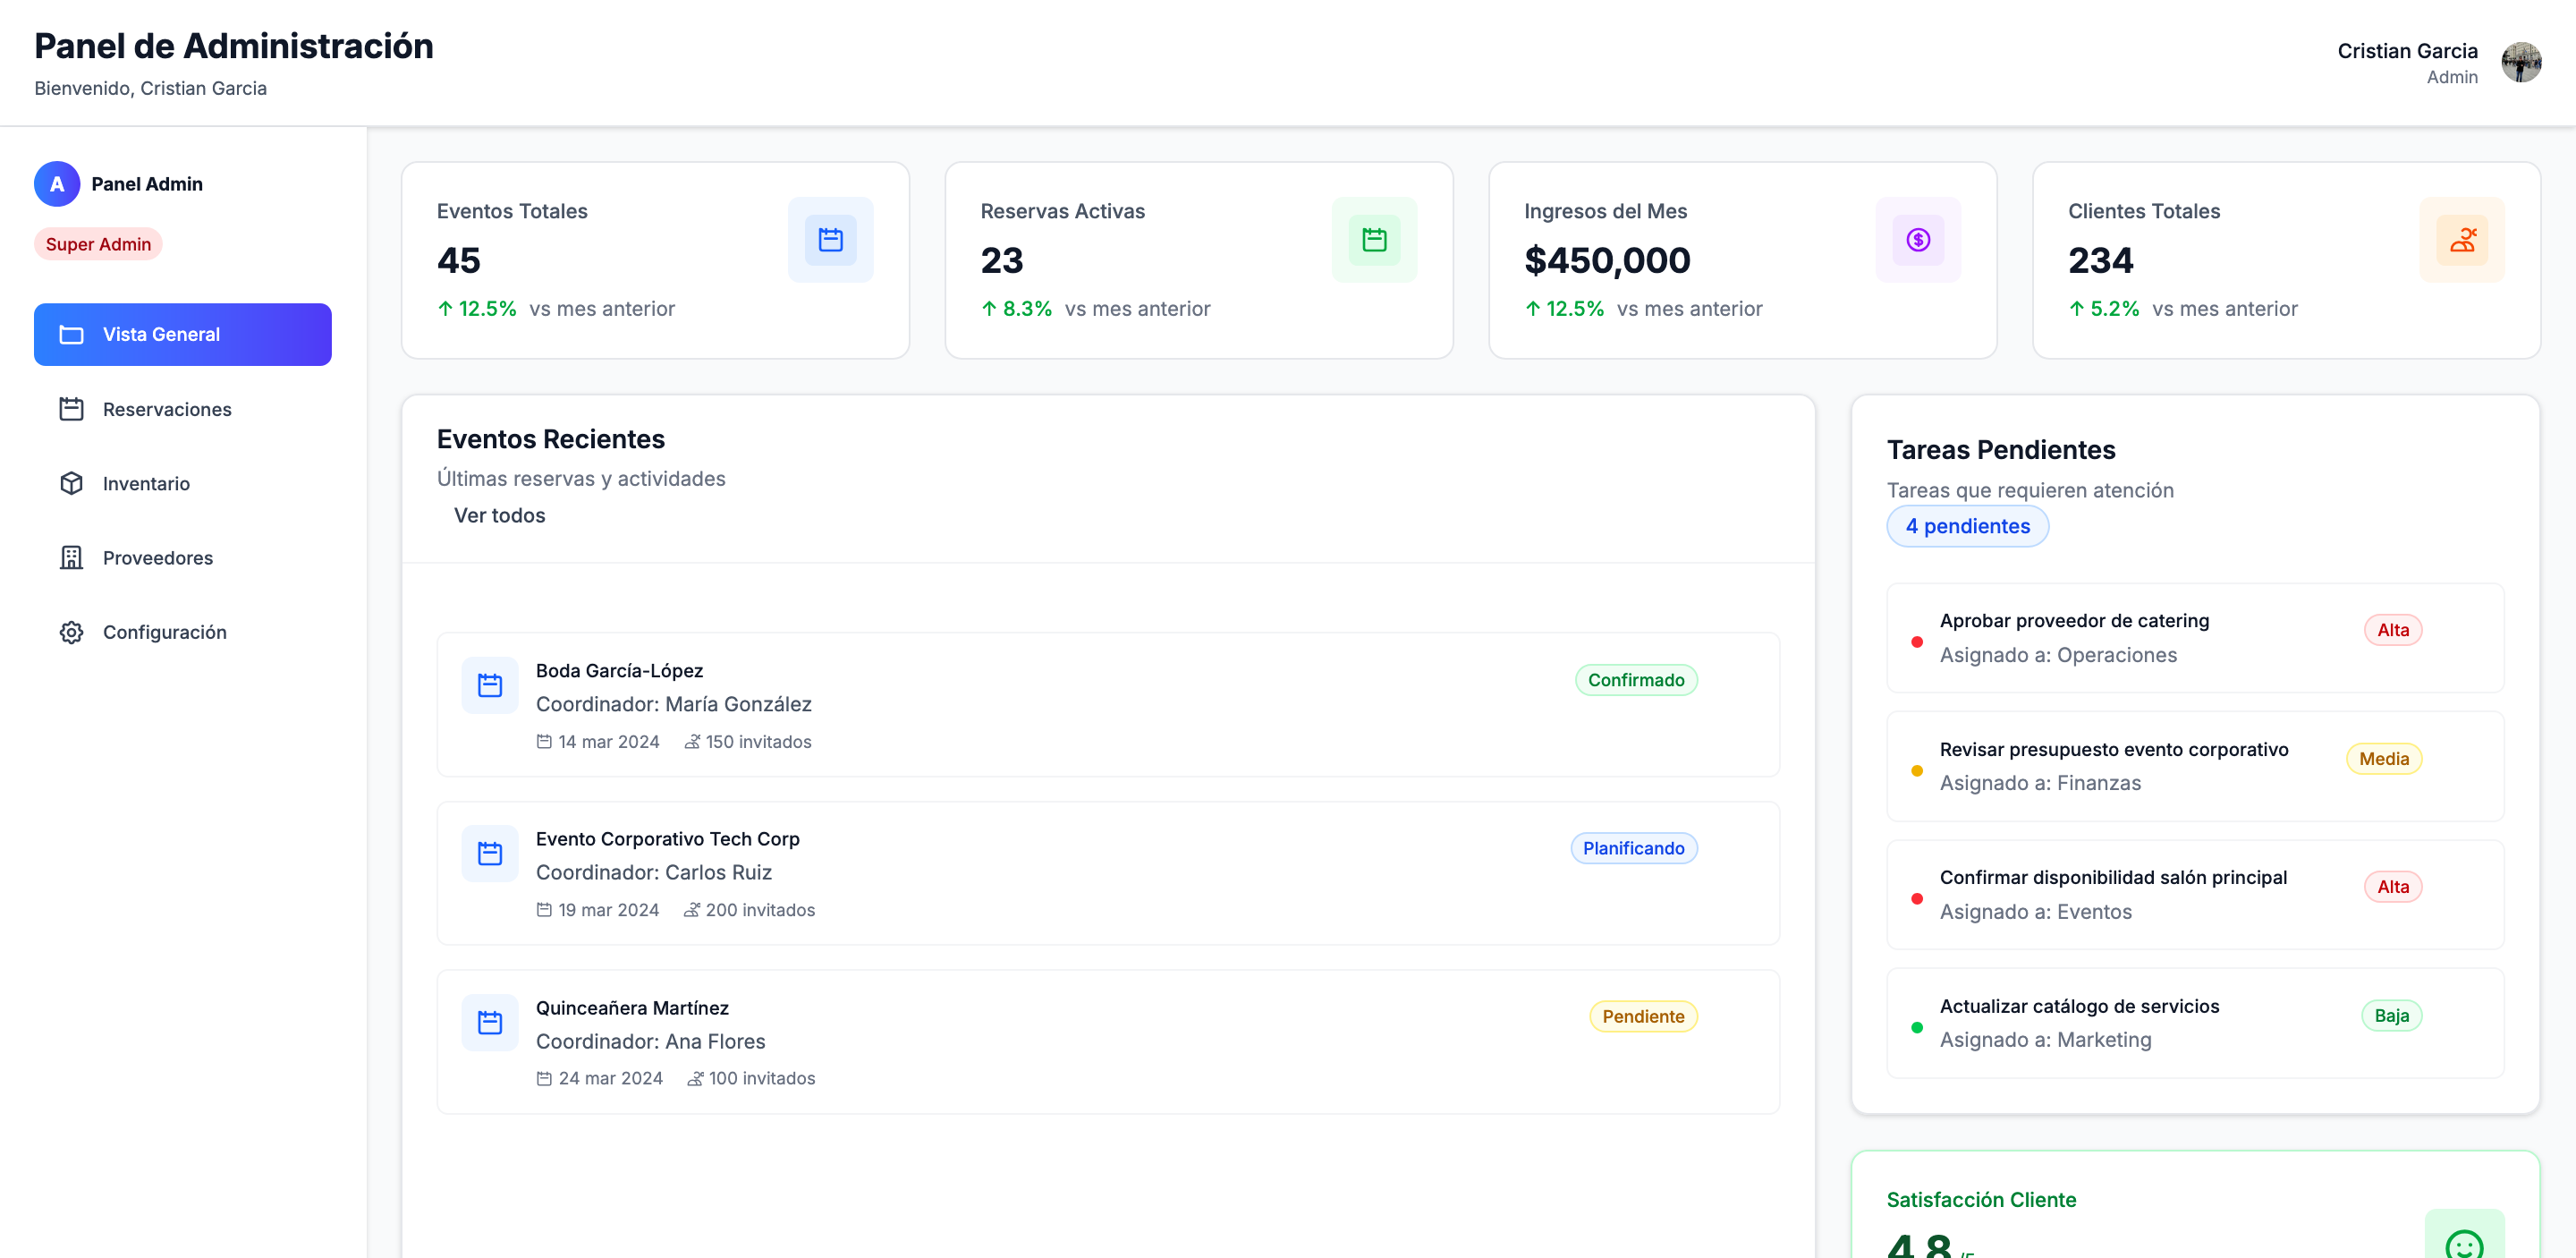 Panel de Administración
Bienvenido, Cristian Garcia
Cristian Garcia
Admin
A Panel Admin
Super Admin
Vista General
Reservaciones
Inventario
Proveedores
Configuración
Eventos Totales
45
↑ 12.5% vs mes anterior
Reservas Activas
23
↑ 8.3% vs mes anterior
Ingresos del Mes
$450,000
↑ 12.5% vs mes anterior
Clientes Totales
234
↑ 5.2% vs mes anterior
Eventos Recientes
Últimas reservas y actividades
Ver todos
Boda García-López
Confirmado
Coordinador: María González
14 mar 2024 150 invitados
Evento Corporativo Tech Corp
Planificando
Coordinador: Carlos Ruiz
19 mar 2024 200 invitados
Quinceañera Martínez
Pendiente
Coordinador: Ana Flores
24 mar 2024 100 invitados
Tareas Pendientes
Tareas que requieren atención
4 pendientes
Aprobar proveedor de catering
Alta
Asignado a: Operaciones
Revisar presupuesto evento corporativo
Media
Asignado a: Finanzas
Confirmar disponibilidad salón principal
Alta
Asignado a: Eventos
Actualizar catálogo de servicios
Baja
Asignado a: Marketing
Satisfacción Cliente
4.8 /5